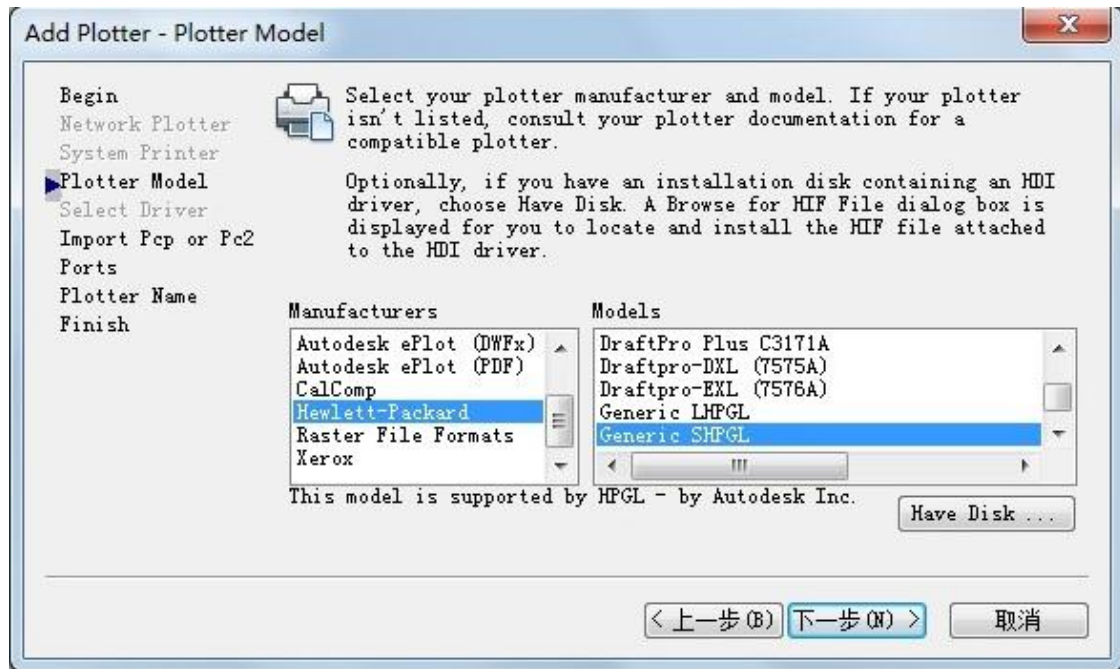 Add Plotter - Plotter Model
Begin
Network Plotter
System Printer
Plotter Model
Select Driver
Import Pcp or Pc2
Ports
Plotter Name
Finish
Select your plotter manufacturer and model. If your plotter
isn't listed, consult your plotter documentation for a
compatible plotter.
Optionally, if you have an installation disk containing an HDI
driver, choose Have Disk. A Browse for HIF File dialog box is
displayed for you to locate and install the HIF file attached
to the HDI driver.
Manufacturers
Autodesk ePlot (DWFx)
Autodesk ePlot (PDF)
CalComp
Hewlett-Packard
Raster File Formats
Xerox
Models
DraftPro Plus C3171A
Draftpro-DXL (7575A)
Draftpro-EXL (7576A)
Generic LHPGL
Generic SHPGL
This model is supported by HPGL - by Autodesk Inc.
Have Disk ...
< 上一步(B)
下一步(N) >
取消